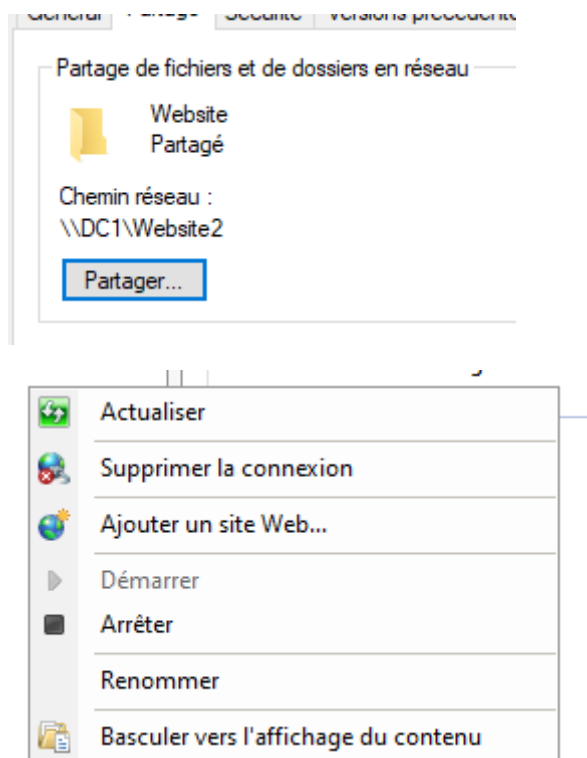 Partage de fichiers et de dossiers en réseau
Website
Partagé
Chemin réseau :
\\DC1\Website2
Partager...
Actualiser
Supprimer la connexion
Ajouter un site Web...
Démarrer
Arrêter
Renommer
Basculer vers l'affichage du contenu